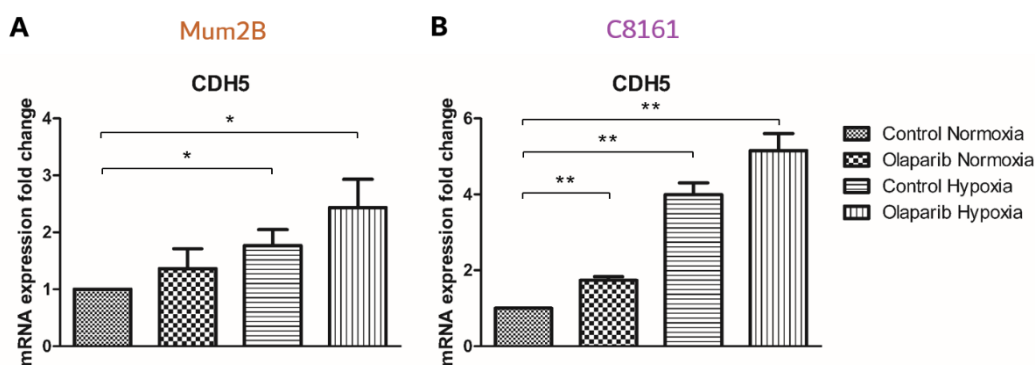 A
Mum2B
CDH5
mRNA expression fold change
4
3
2
1
0
*
*
B
C8161
CDH5
mRNA expression fold change
6
4
2
0
**
**
**
Control Normoxia
Olaparib Normoxia
Control Hypoxia
Olaparib Hypoxia